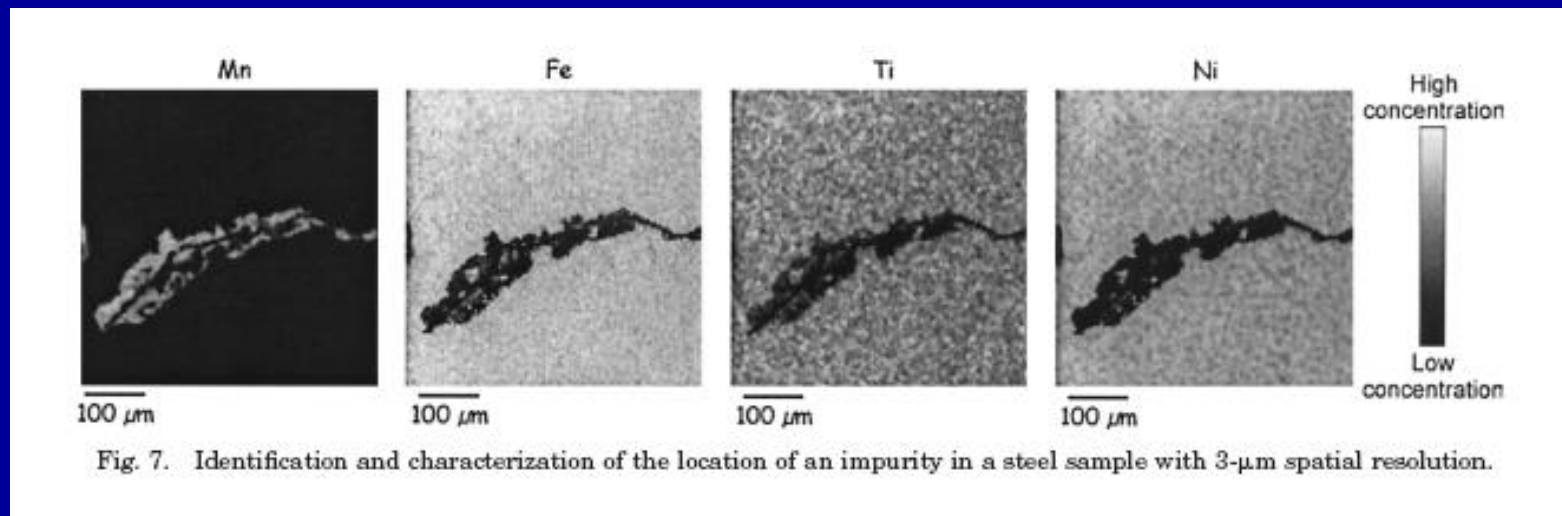 Mn Fe Ti Ni
High
concentration
Low
concentration
100 μm 100 μm 100 μm 100 μm
Fig. 7. Identification and characterization of the location of an impurity in a steel sample with 3-μm spatial resolution.